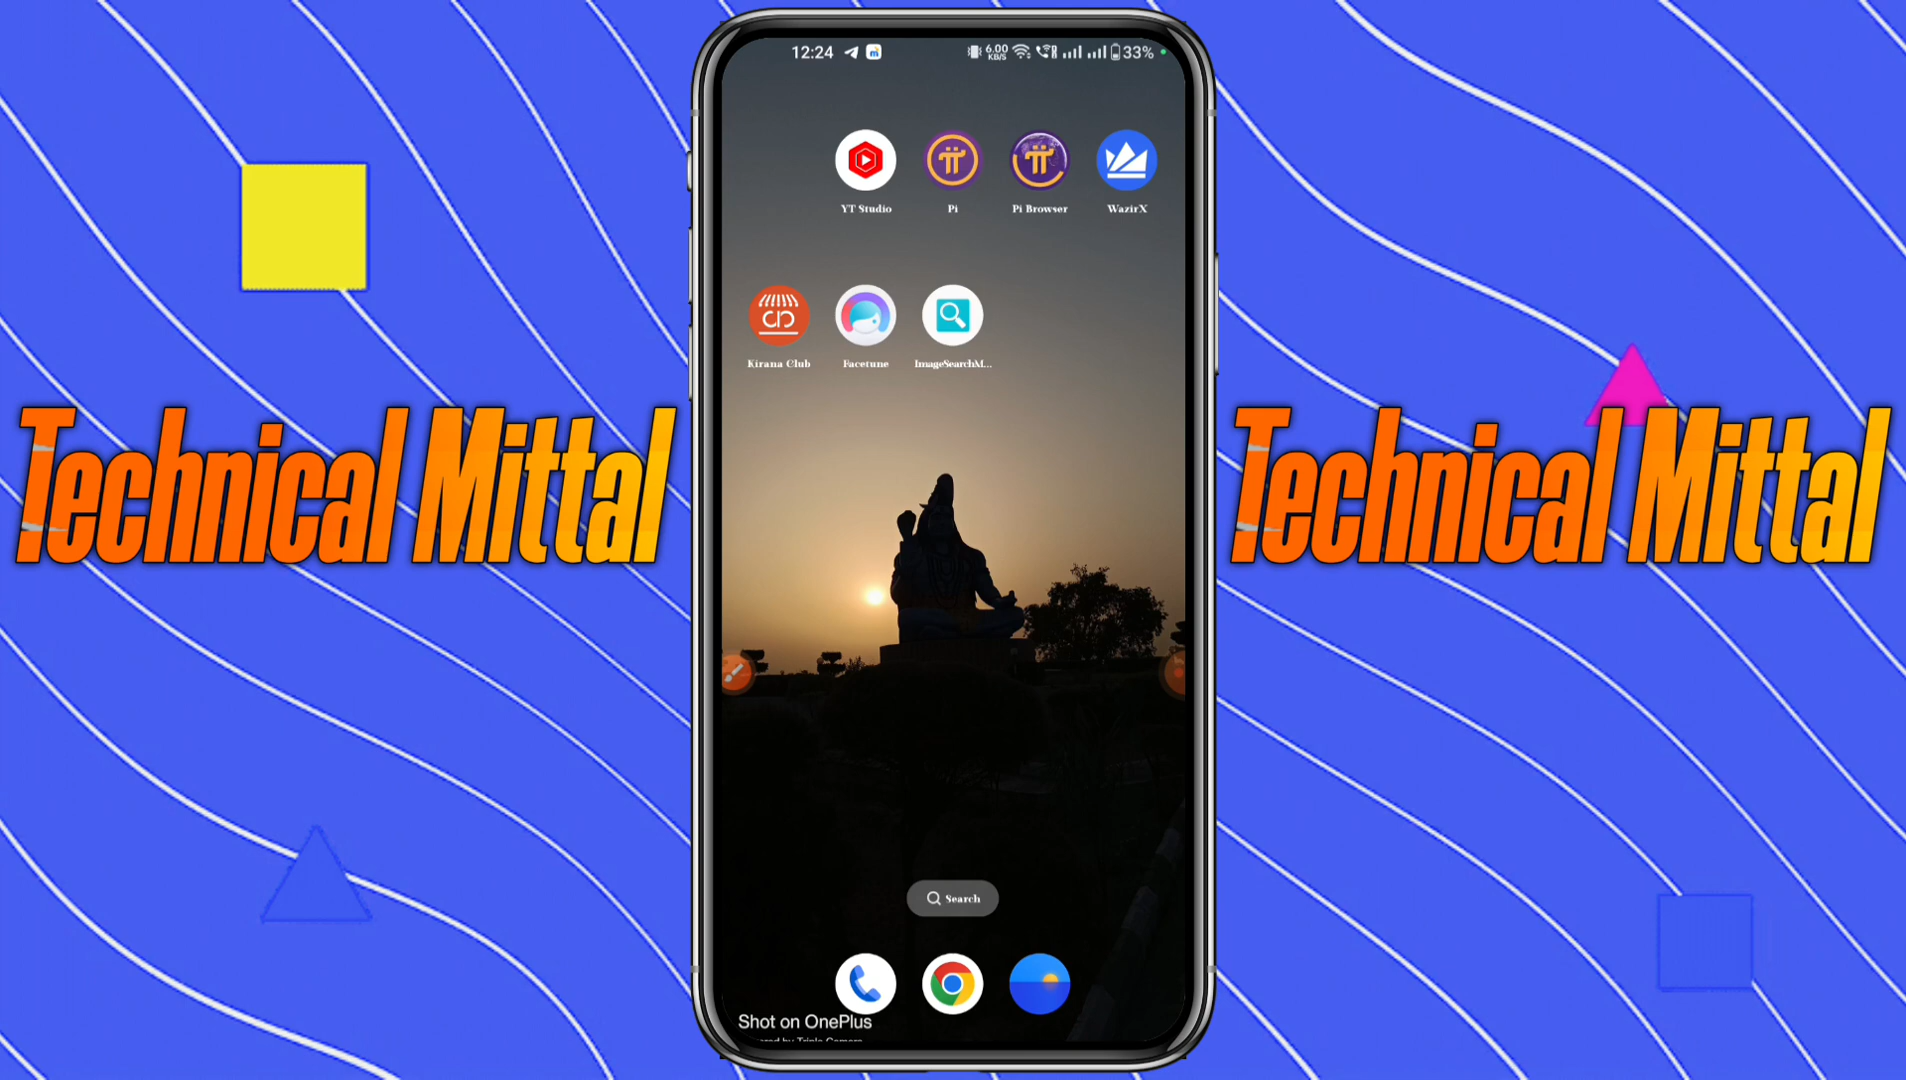 12:24
6.00
KB/S
33%
YT Studio
Pi
Pi Browser
WazirX
Kirana Club
Facetune
ImageSearchM...
Technical Mittal
Technical Mittal
Search
Shot on OnePlus